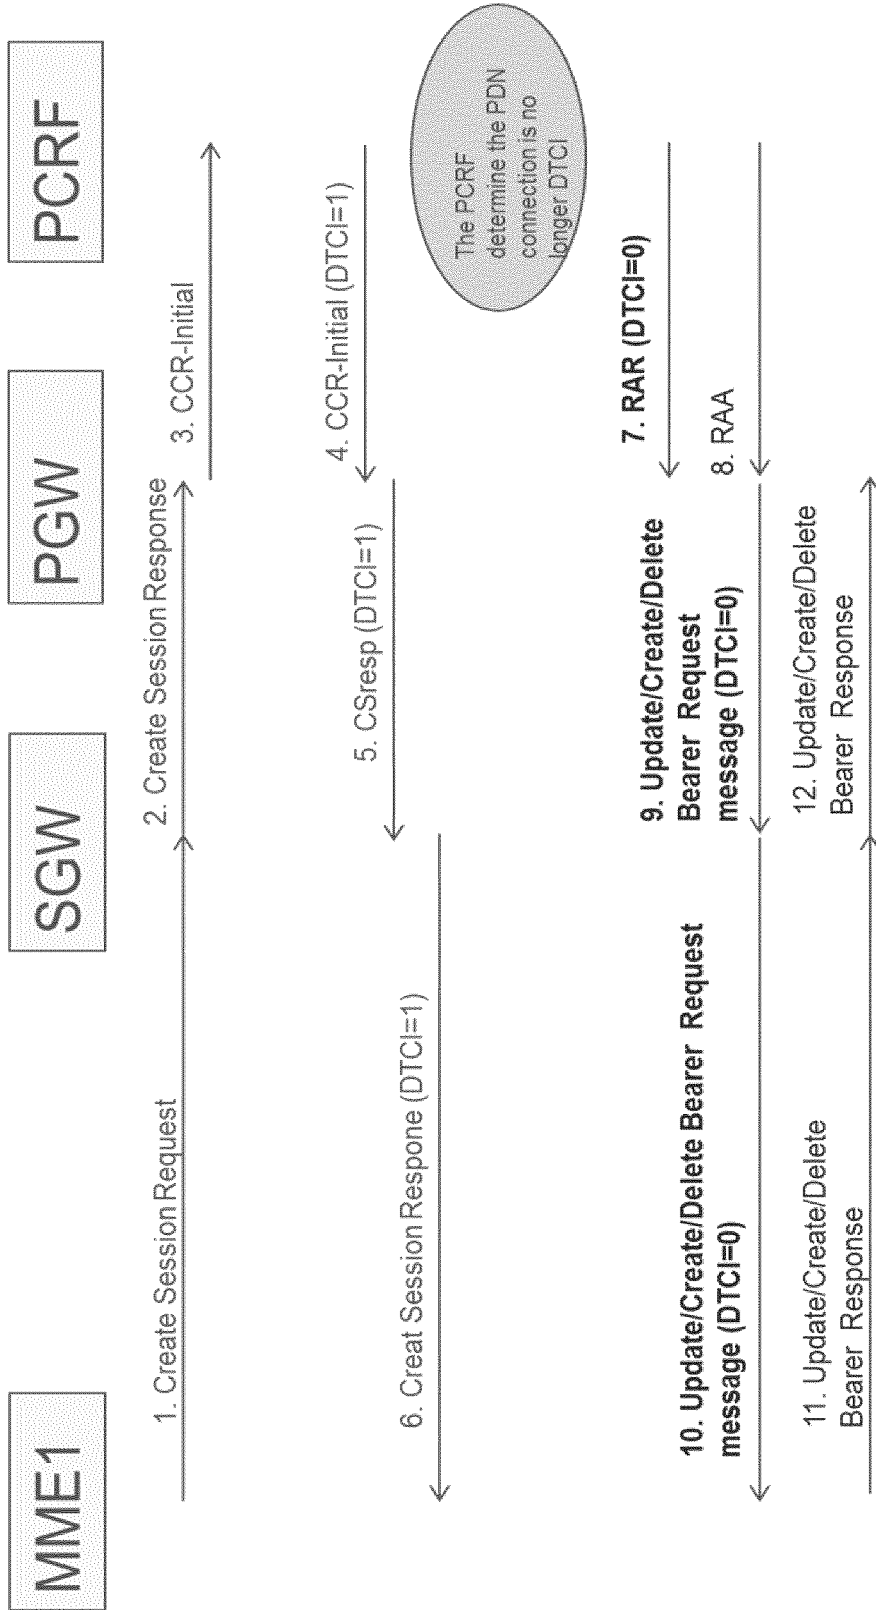 MME1
SGW
PGW
PCRF
1. Create Session Request
2. Create Session Response
3. CCR-Initial
4. CCR-Initial (DTCI=1)
5. CSresp (DTCI=1)
6. Creat Session Respone (DTCI=1)
The PCRF
determine the PDN
connection is no
longer DTCI
7. RAR (DTCI=0)
8. RAA
9. Update/Create/Delete
Bearer Request
message (DTCI=0)
10. Update/Create/Delete Bearer Request
message (DTCI=0)
11. Update/Create/Delete
Bearer Response
12. Update/Create/Delete
Bearer Response